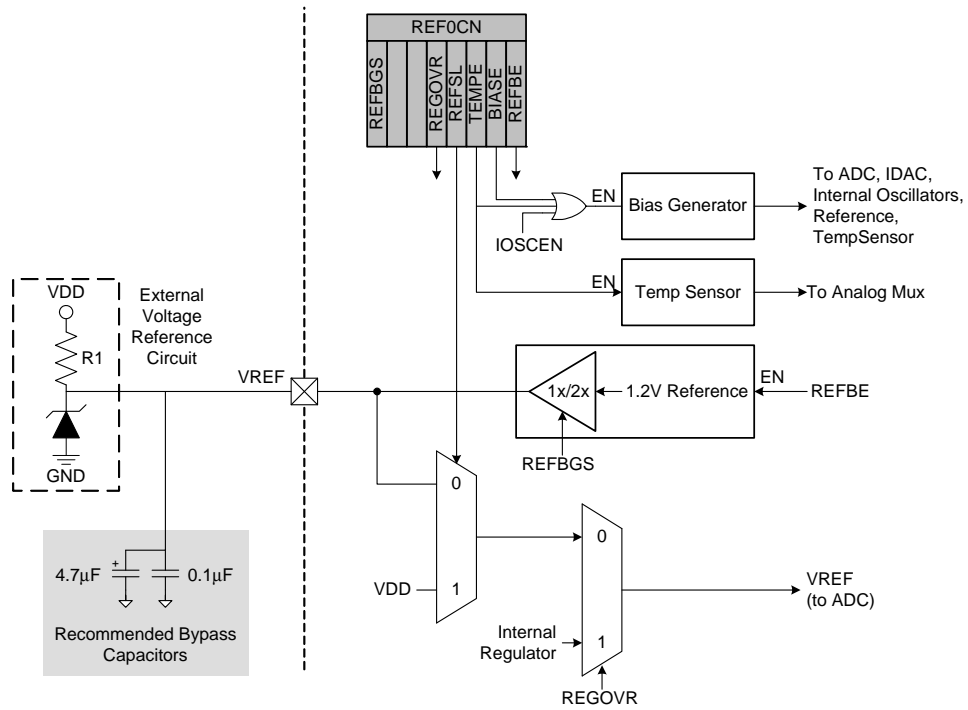 REF0CN
REFBGS
REGOVR
REFSL
TEMPE
BIASE
REFBE
EN
Bias Generator
To ADC, IDAC,
Internal Oscillators,
Reference,
TempSensor
IOSCEN
EN
Temp Sensor
To Analog Mux
VDD
External
Voltage
Reference
Circuit
R1
GND
VREF
1x/2x
1.2V Reference
EN
REFBE
REFBGS
0
VDD
1
0
Internal
Regulator
1
REGOVR
VREF
(to ADC)
+
4.7μF
0.1μF
Recommended Bypass
Capacitors